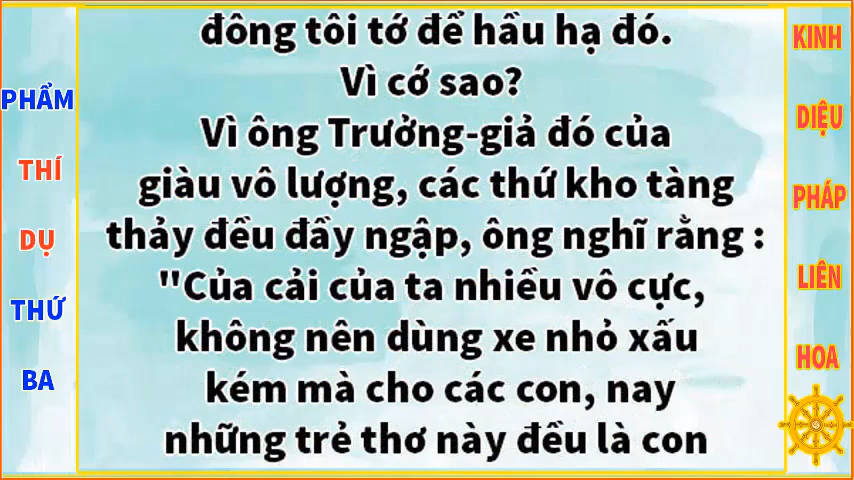 PHẨM
THÍ
DỤ
THỨ
BA
đông tôi tớ để hầu hạ đó.
Vì cớ sao?
Vì ông Trưởng-giả đó của
giàu vô lượng, các thứ kho tàng
thảy đều đầy ngập, ông nghĩ rằng :
"Của cải của ta nhiều vô cực,
không nên dùng xe nhỏ xấu
kém mà cho các con, nay
những trẻ thơ này đều là con
KINH
DIỆU
PHÁP
LIÊN
HOA